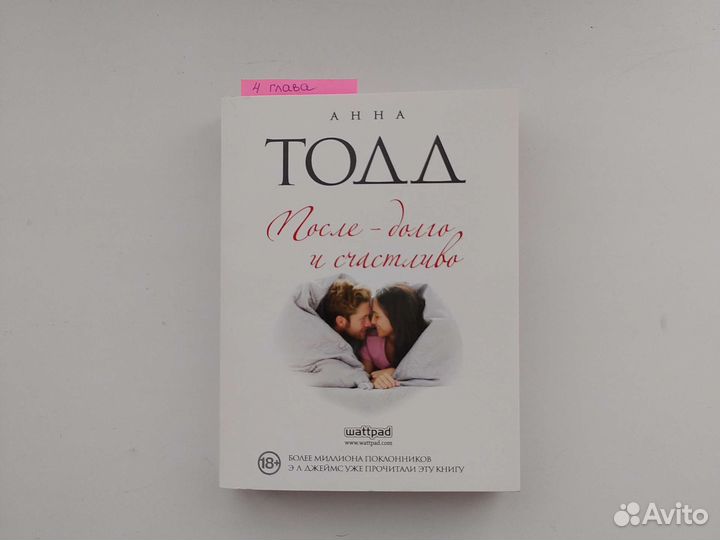 4 глава
АННА
ТОДД
После – долго
и счастливо
wattpad
www.wattpad.com
18+
БОЛЕЕ МИЛЛИОНА ПОКЛОННИКОВ
Э Л ДЖЕЙМС УЖЕ ПРОЧИТАЛИ ЭТУ КНИГУ
Avito